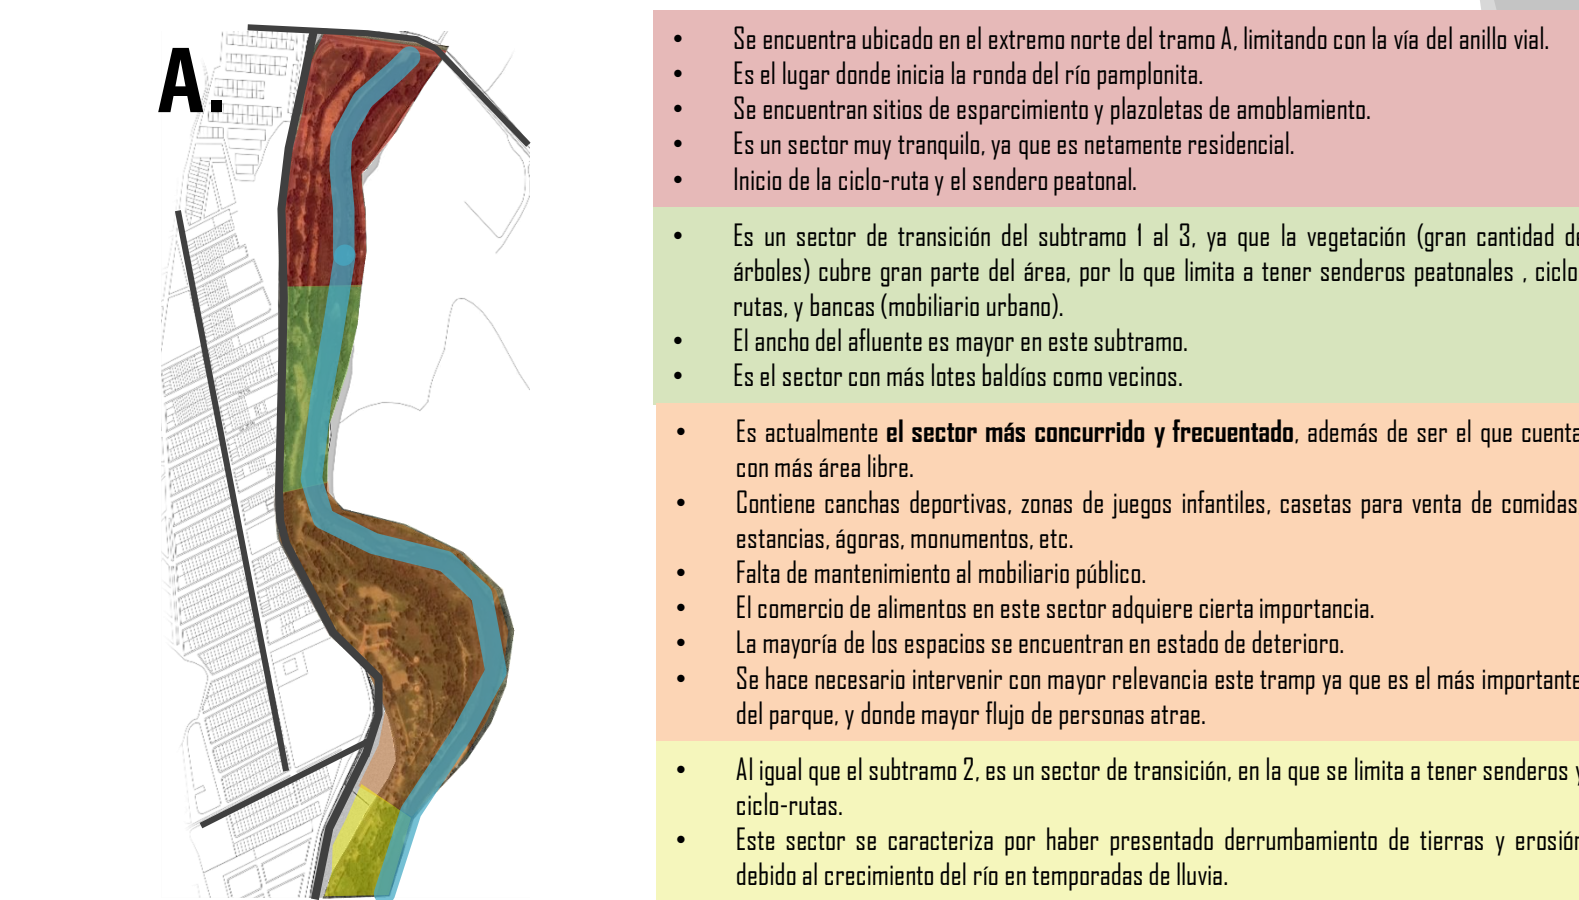 A.
• Se encuentra ubicado en el extremo norte del tramo A, limitando con la vía del anillo vial.
• Es el lugar donde inicia la ronda del río pamplonita.
• Se encuentran sitios de esparcimiento y plazoletas de amoblamiento.
• Es un sector muy tranquilo, ya que es netamente residencial.
• Inicio de la ciclo-ruta y el sendero peatonal.
• Es un sector de transición del subtramo 1 al 3, ya que la vegetación (gran cantidad de
árboles) cubre gran parte del área, por lo que limita a tener senderos peatonales , ciclo
rutas, y bancas (mobiliario urbano).
• El ancho del afluente es mayor en este subtramo.
• Es el sector con más lotes baldíos como vecinos.
• Es actualmente el sector más concurrido y frecuentado, además de ser el que cuenta
con más área libre.
• Contiene canchas deportivas, zonas de juegos infantiles, casetas para venta de comidas
estancias, ágoras, monumentos, etc.
• Falta de mantenimiento al mobiliario público.
• El comercio de alimentos en este sector adquiere cierta importancia.
• La mayoría de los espacios se encuentran en estado de deterioro.
• Se hace necesario intervenir con mayor relevancia este tramp ya que es el más importante
del parque, y donde mayor flujo de personas atrae.
• Al igual que el subtramo 2, es un sector de transición, en la que se limita a tener senderos y
ciclo-rutas.
• Este sector se caracteriza por haber presentado derrumbamiento de tierras y erosión
debido al crecimiento del río en temporadas de lluvia.